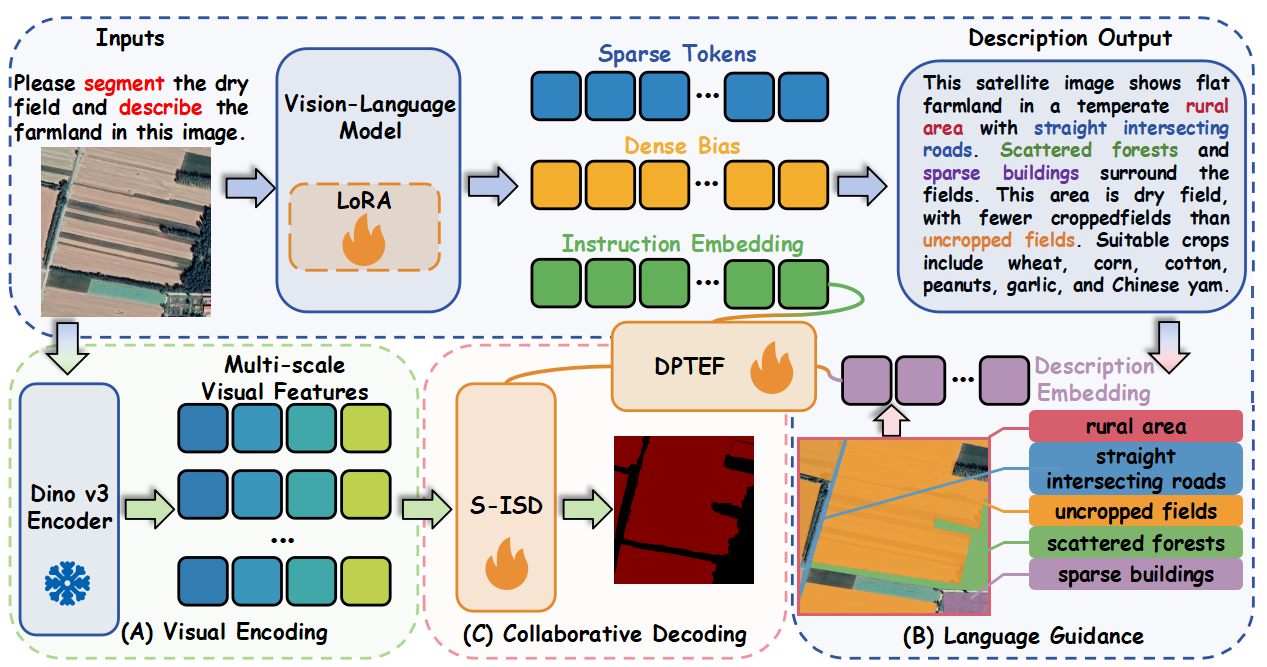 Inputs
Please segment the dry
field and describe the
farmland in this image.
Vision-Language
Model
LoRA
Sparse Tokens
Dense Bias
Instruction Embedding
Description Output
This satellite image shows flat
farmland in a temperate rural
area with straight intersecting
roads. Scattered forests and
sparse buildings surround the
fields. This area is dry field,
with fewer croppedfields than
uncropped fields. Suitable crops
include wheat, corn, cotton,
peanuts, garlic, and Chinese yam.
Dino v3
Encoder
Multi-scale
Visual Features
...
(A) Visual Encoding
S-ISD
DPTEF
(C) Collaborative Decoding
Description
Embedding
rural area
straight
intersecting roads
uncropped fields
scattered forests
sparse buildings
(B) Language Guidance